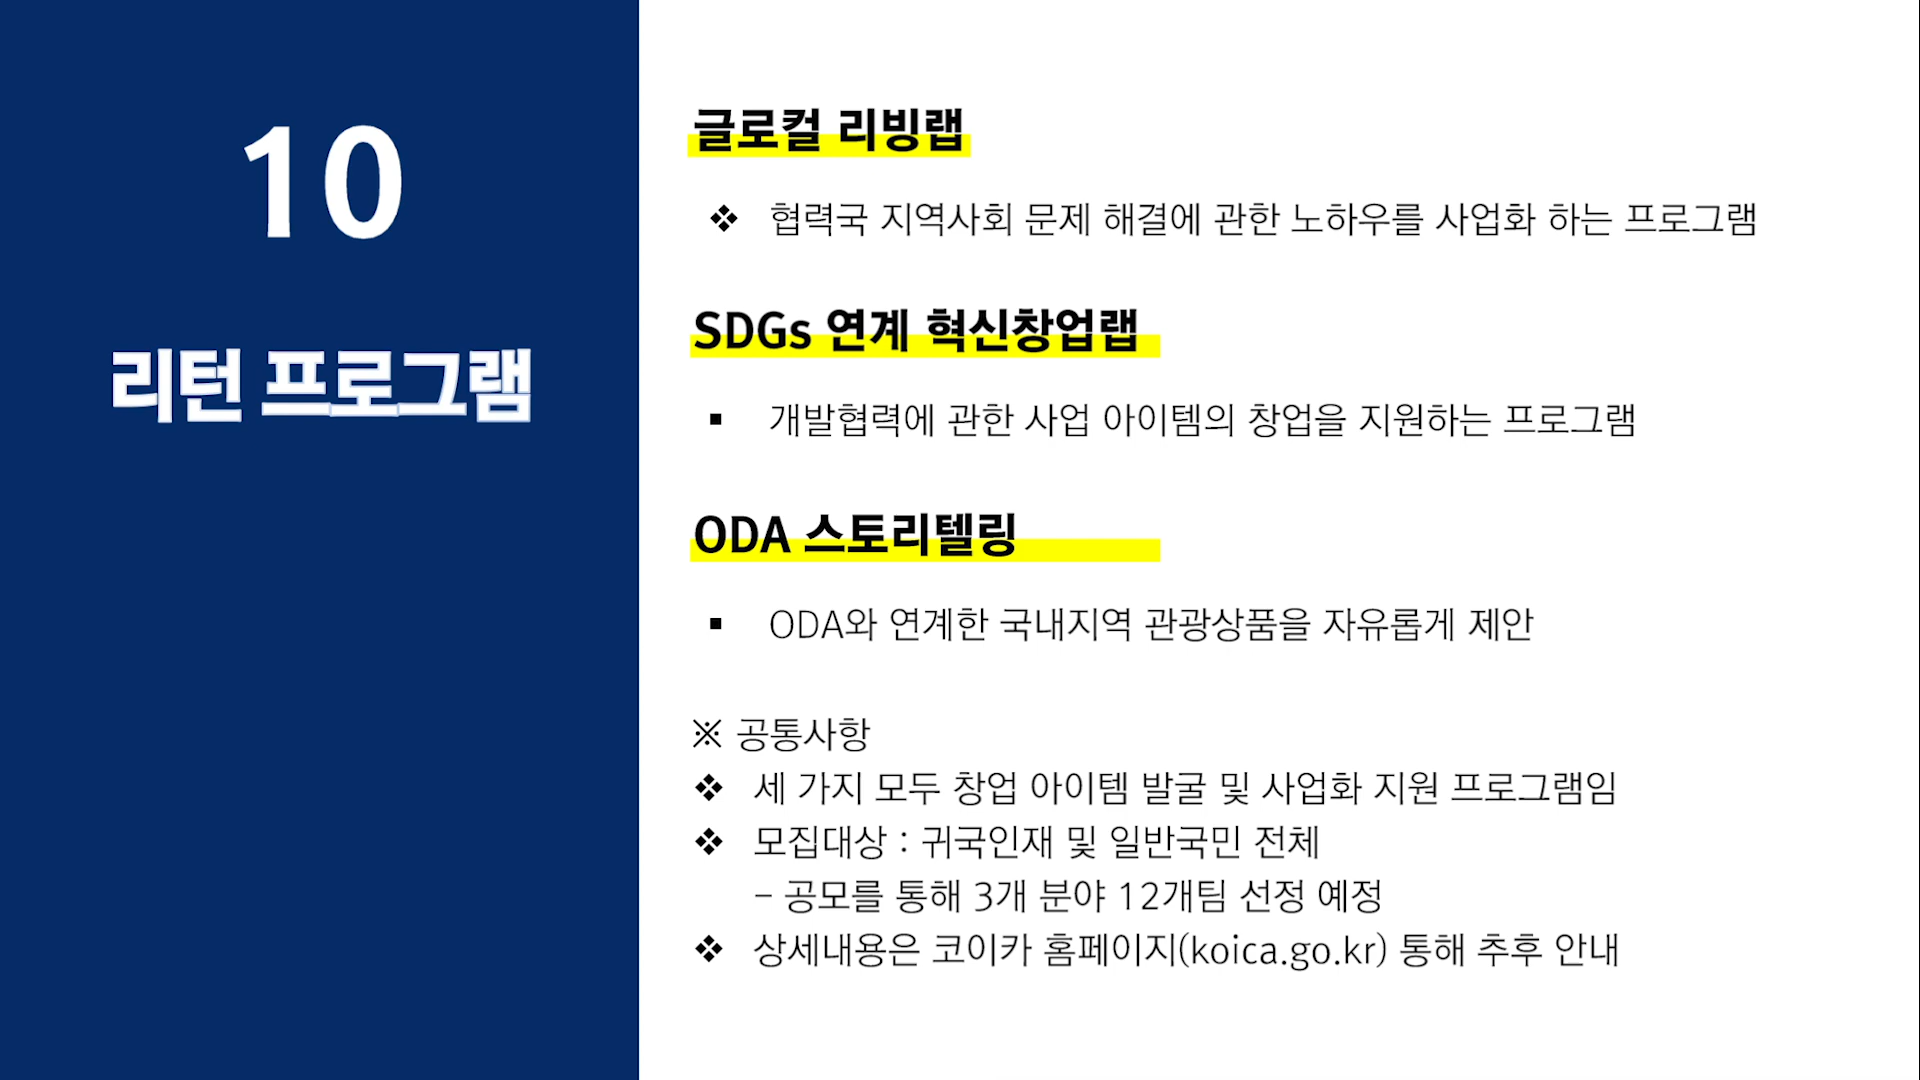 10
리턴 프로그램
글로컬 리빙랩
❖ 협력국 지역사회 문제 해결에 관한 노하우를 사업화 하는 프로그램
SDGs 연계 혁신창업랩
▪ 개발협력에 관한 사업 아이템의 창업을 지원하는 프로그램
ODA 스토리텔링
▪ ODA와 연계한 국내지역 관광상품을 자유롭게 제안
※ 공통사항
❖ 세 가지 모두 창업 아이템 발굴 및 사업화 지원 프로그램임
❖ 모집대상 : 귀국인재 및 일반국민 전체
– 공모를 통해 3개 분야 12개팀 선정 예정
❖ 상세내용은 코이카 홈페이지(koica.go.kr) 통해 추후 안내